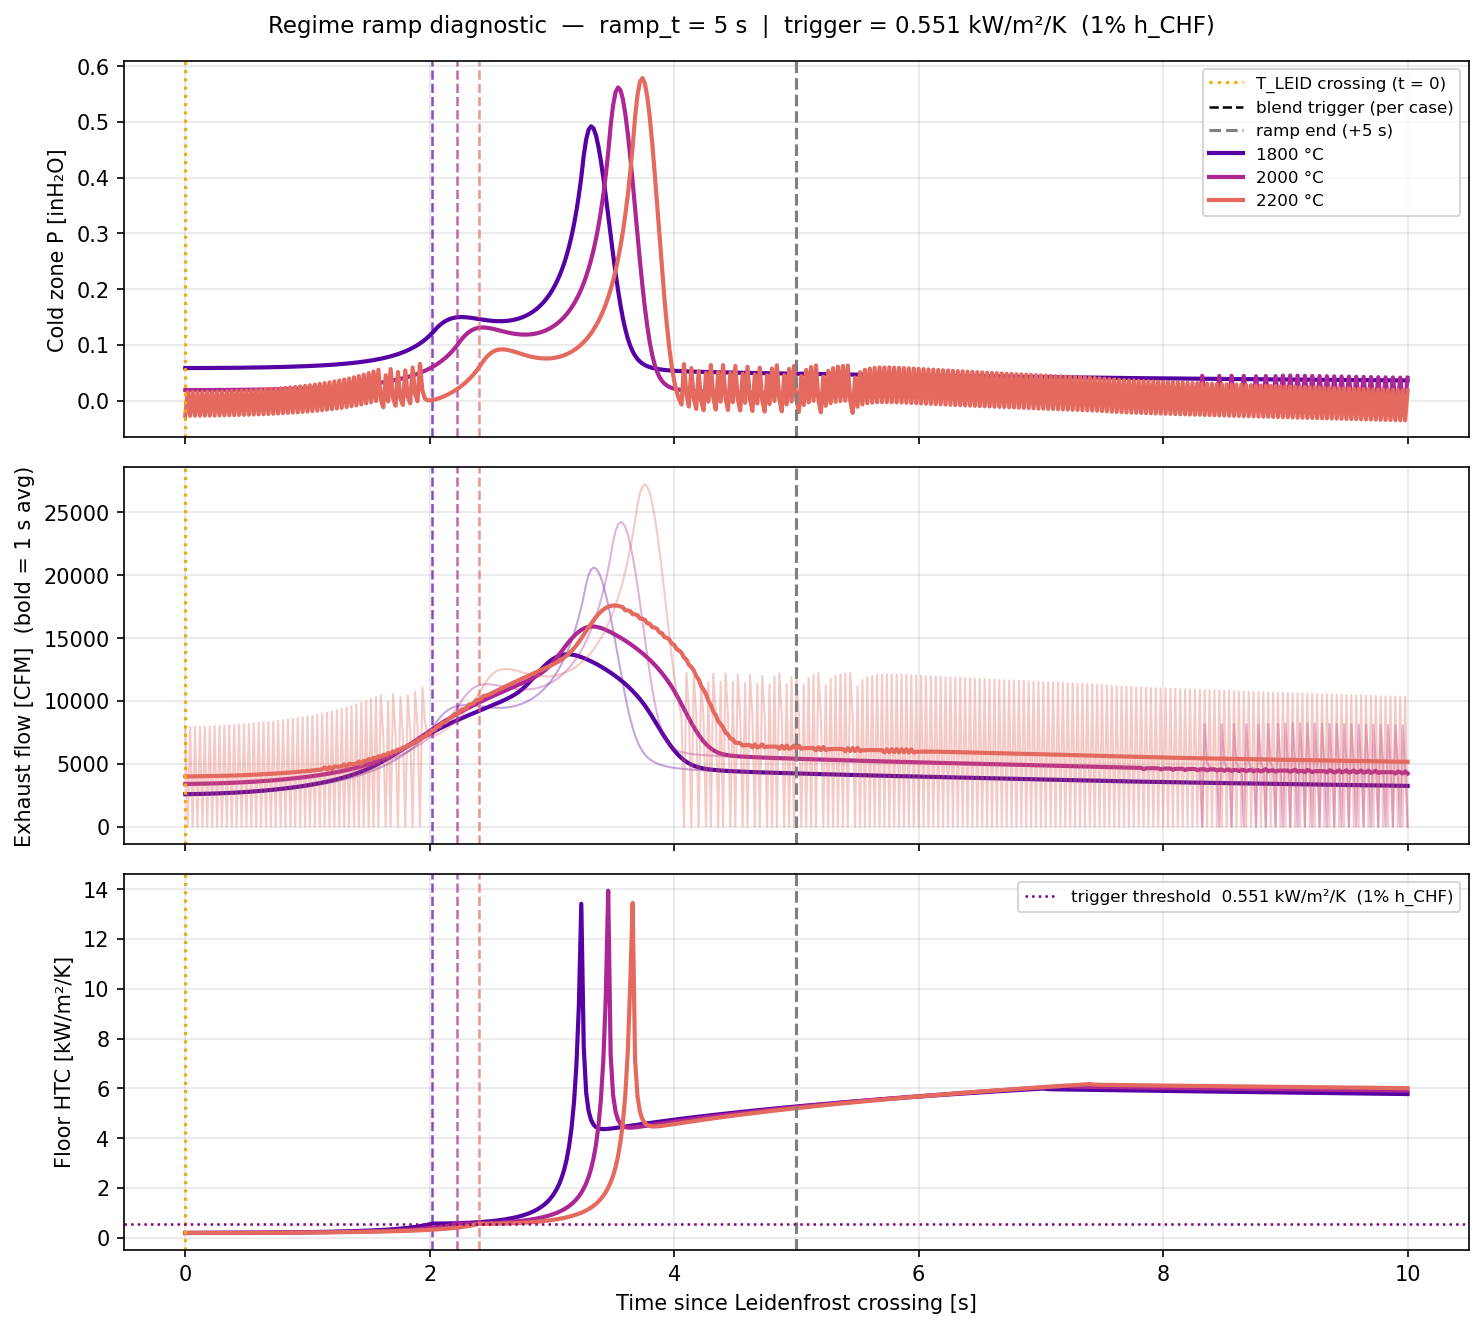 Regime ramp diagnostic — ramp_t = 5 s | trigger = 0.551 kW/m²/K (1% h_CHF)
Cold zone P [inH₂O]
0.6
0.5
0.4
0.3
0.2
0.1
0.0
T_LEID crossing (t = 0)
blend trigger (per case)
ramp end (+5 s)
1800 °C
2000 °C
2200 °C
Exhaust flow [CFM] (bold = 1 s avg)
25000
20000
15000
10000
5000
0
Floor HTC [kW/m²/K]
14
12
10
8
6
4
2
0
trigger threshold 0.551 kW/m²/K (1% h_CHF)
0 2 4 6 8 10
Time since Leidenfrost crossing [s]